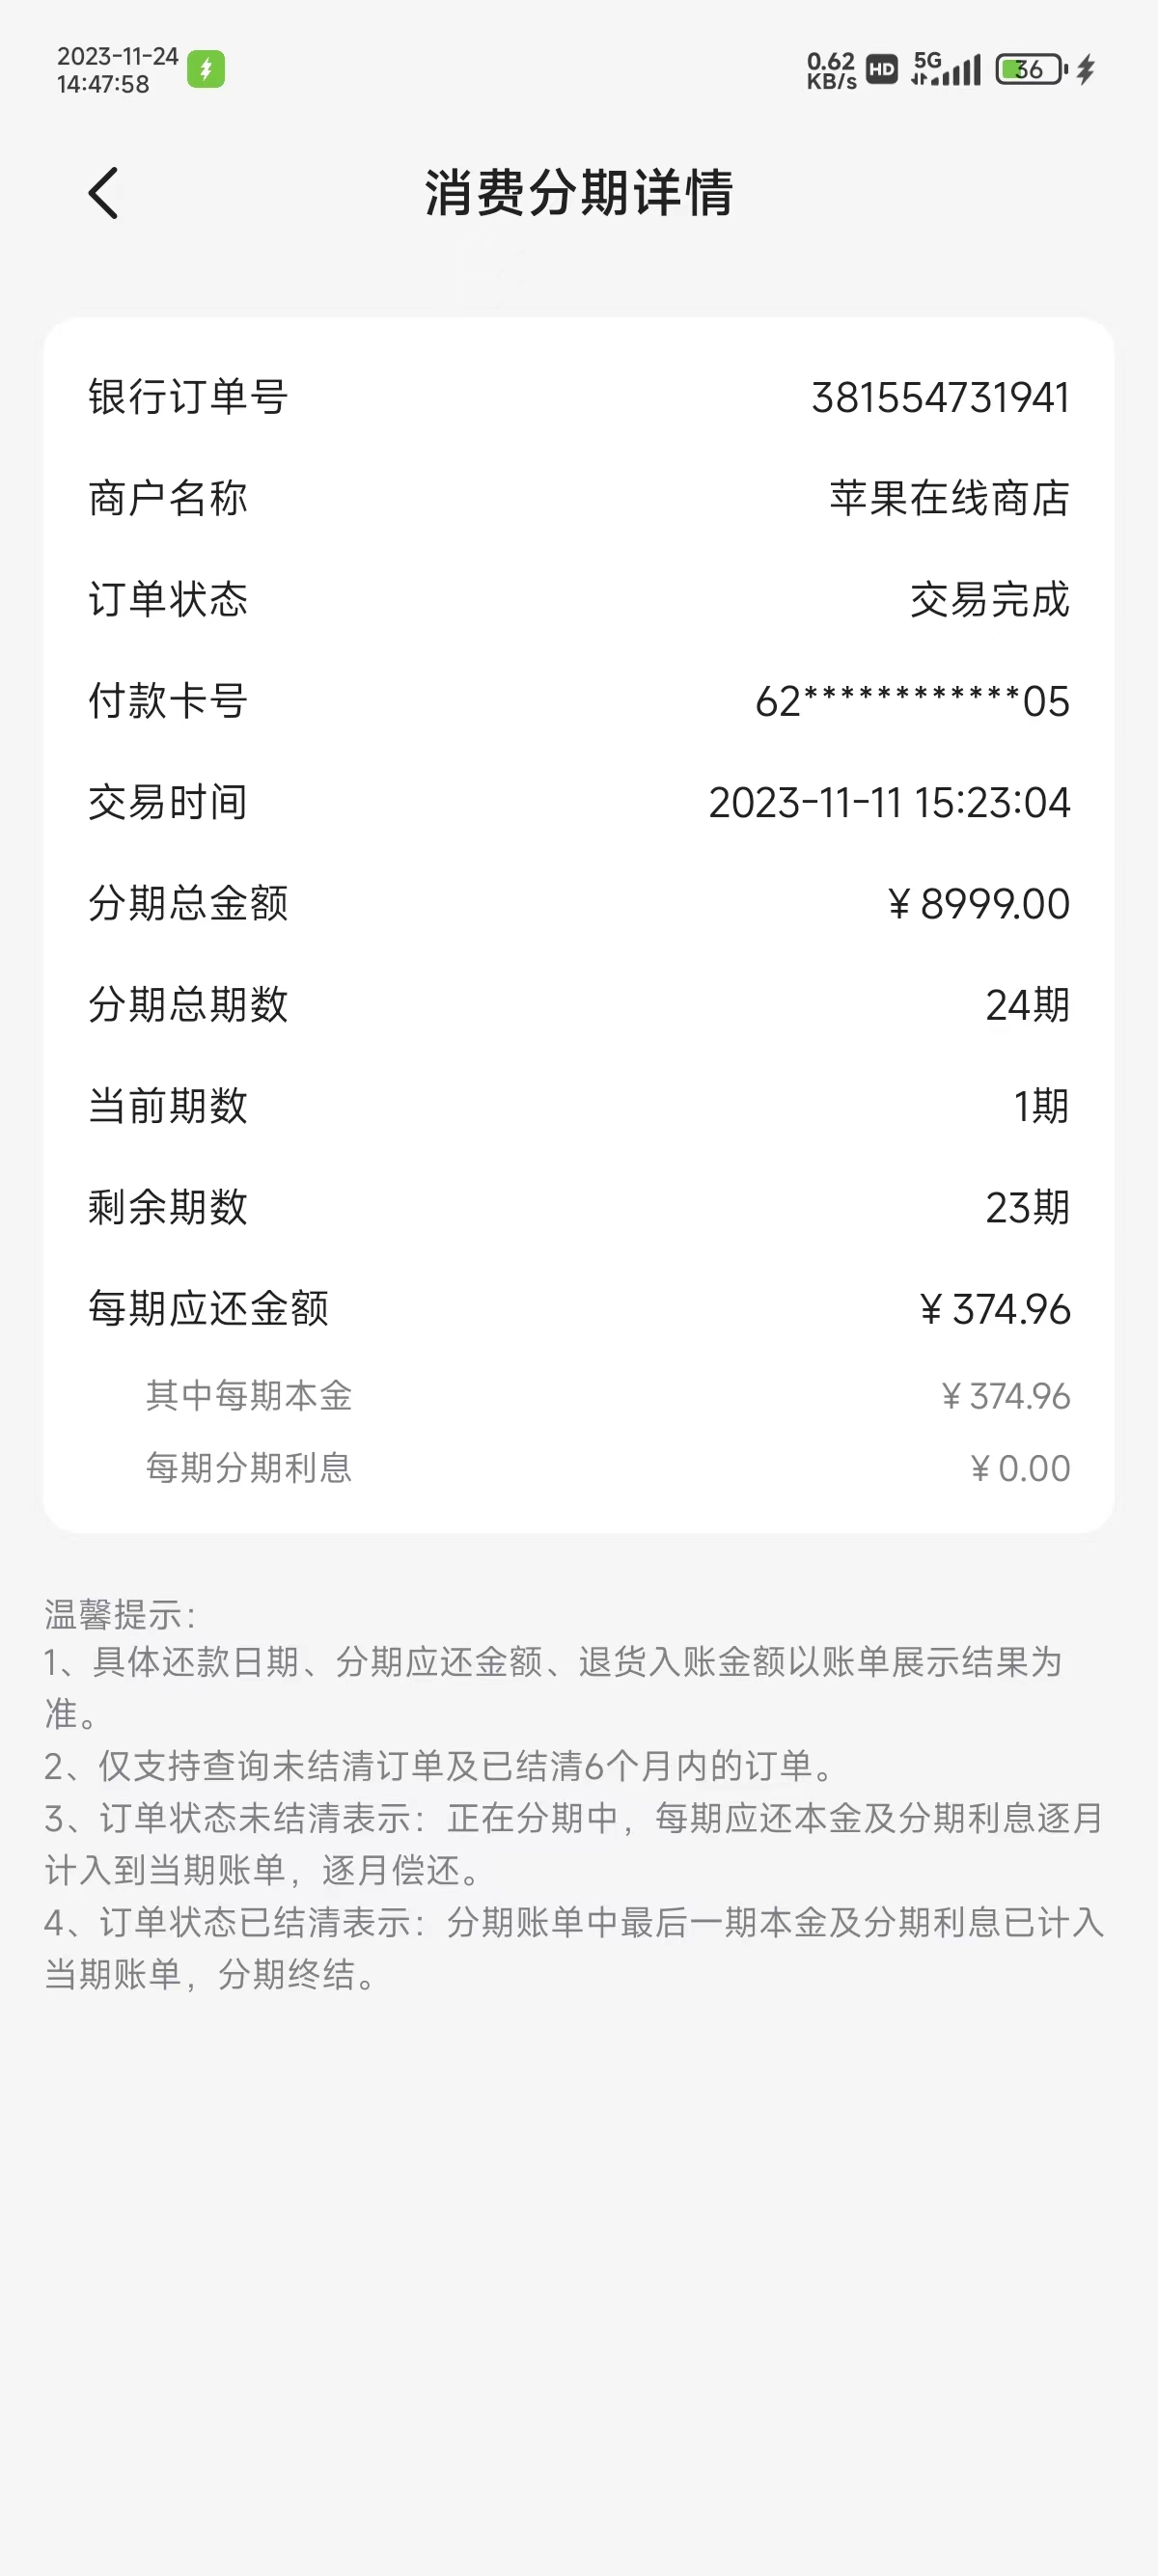 2023-11-24
14:47:58
0.62
KB/s
HD
5G
36
消费分期详情
银行订单号 381554731941
商户名称 苹果在线商店
订单状态 交易完成
付款卡号 62************05
交易时间 2023-11-11 15:23:04
分期总金额 ¥ 8999.00
分期总期数 24期
当前期数 1期
剩余期数 23期
每期应还金额 ¥ 374.96
其中每期本金 ¥ 374.96
每期分期利息 ¥ 0.00
温馨提示：
1、具体还款日期、分期应还金额、退货入账金额以账单展示结果为
准。
2、仅支持查询未结清订单及已结清6个月内的订单。
3、订单状态未结清表示：正在分期中，每期应还本金及分期利息逐月
计入到当期账单，逐月偿还。
4、订单状态已结清表示：分期账单中最后一期本金及分期利息已计入
当期账单，分期终结。